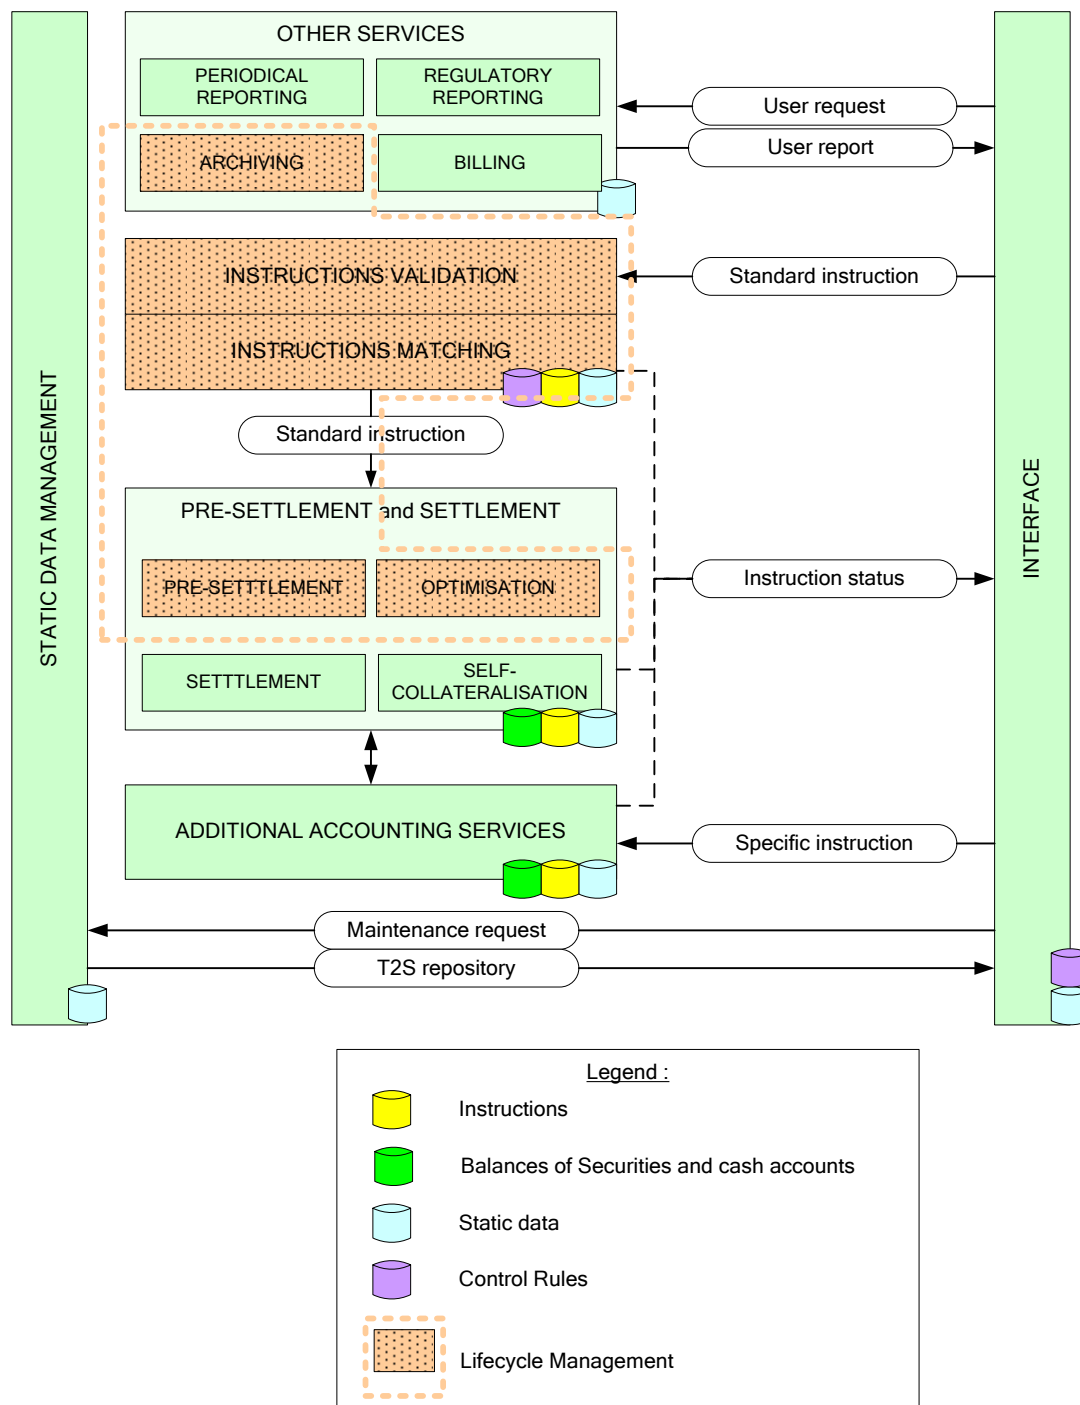 OTHER SERVICES
PERIODICAL
REPORTING
REGULATORY
REPORTING
ARCHIVING
BILLING
User request
User report
INSTRUCTIONS VALIDATION
Standard instruction
INSTRUCTIONS MATCHING
Standard instruction
STATIC DATA MANAGEMENT
INTERFACE
PRE-SETTLEMENT and SETTLEMENT
PRE-SETTTLEMENT
OPTIMISATION
Instruction status
SETTTLEMENT
SELF-
COLLATERALISATION
ADDITIONAL ACCOUNTING SERVICES
Specific instruction
Maintenance request
T2S repository
Legend :
Instructions
Balances of Securities and cash accounts
Static data
Control Rules
Lifecycle Management